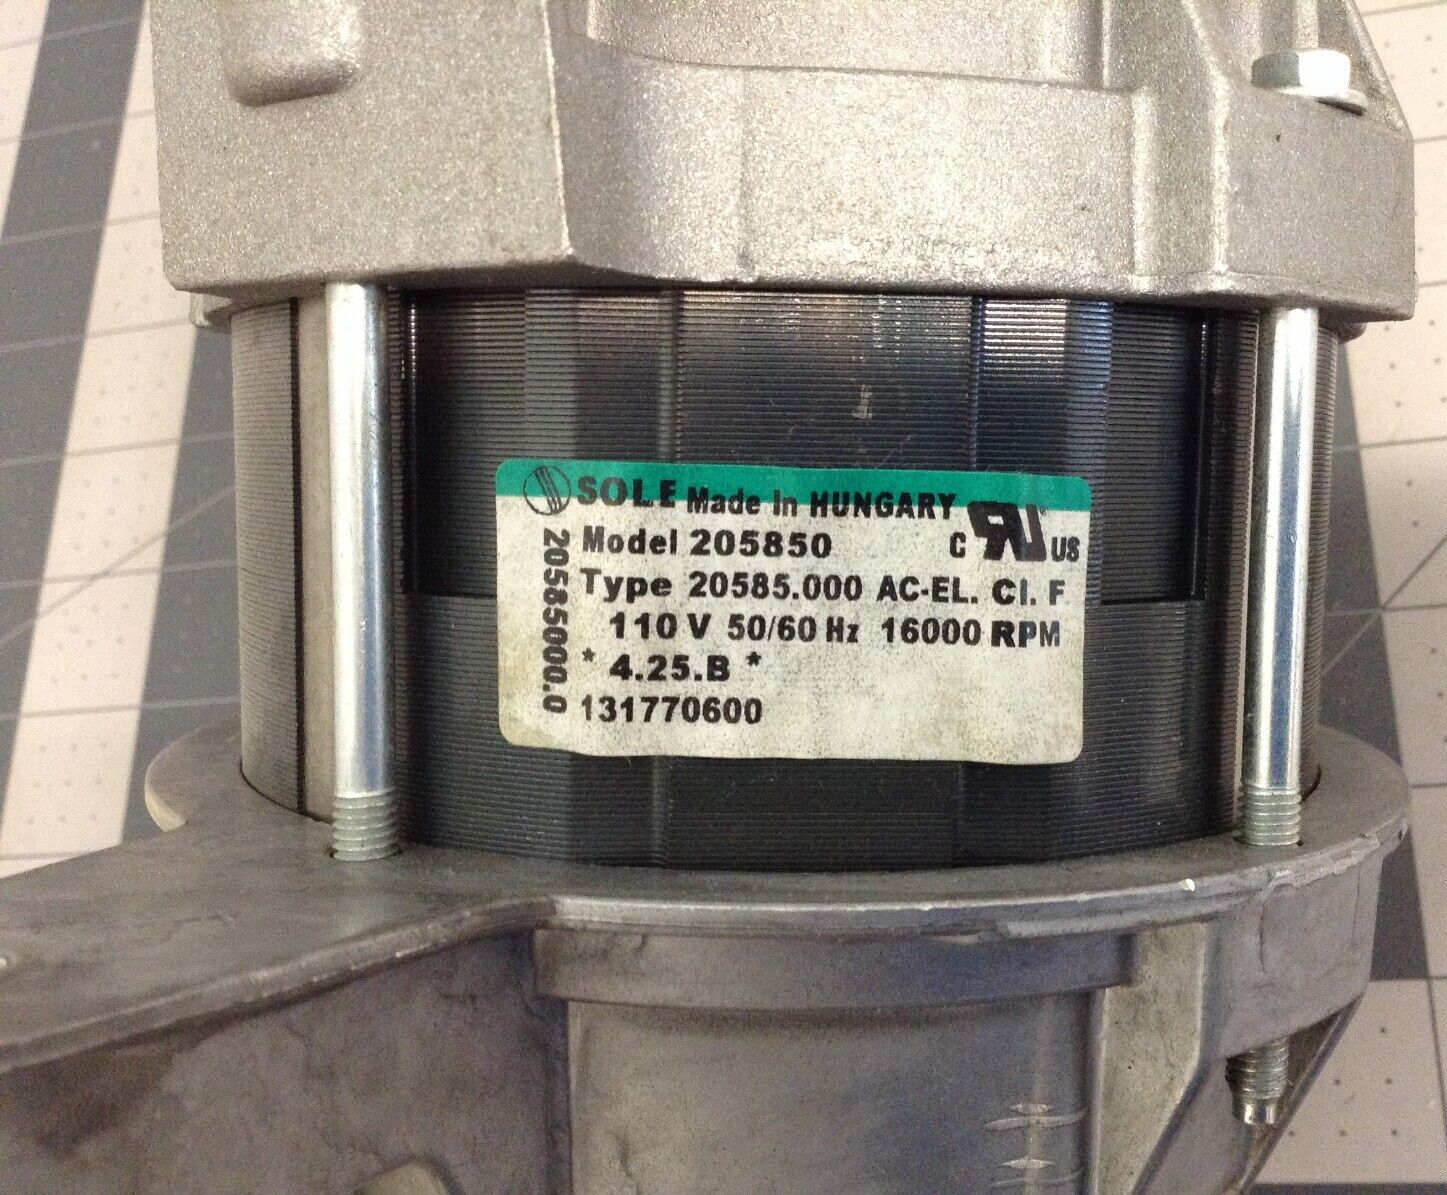 SOLE Made In HUNGARY
Model 205850
C RU US
Type 20585.000 AC-EL. Cl. F
110 V 50/60 Hz 16000 RPM
* 4.25.B *
131770600
20585000.0